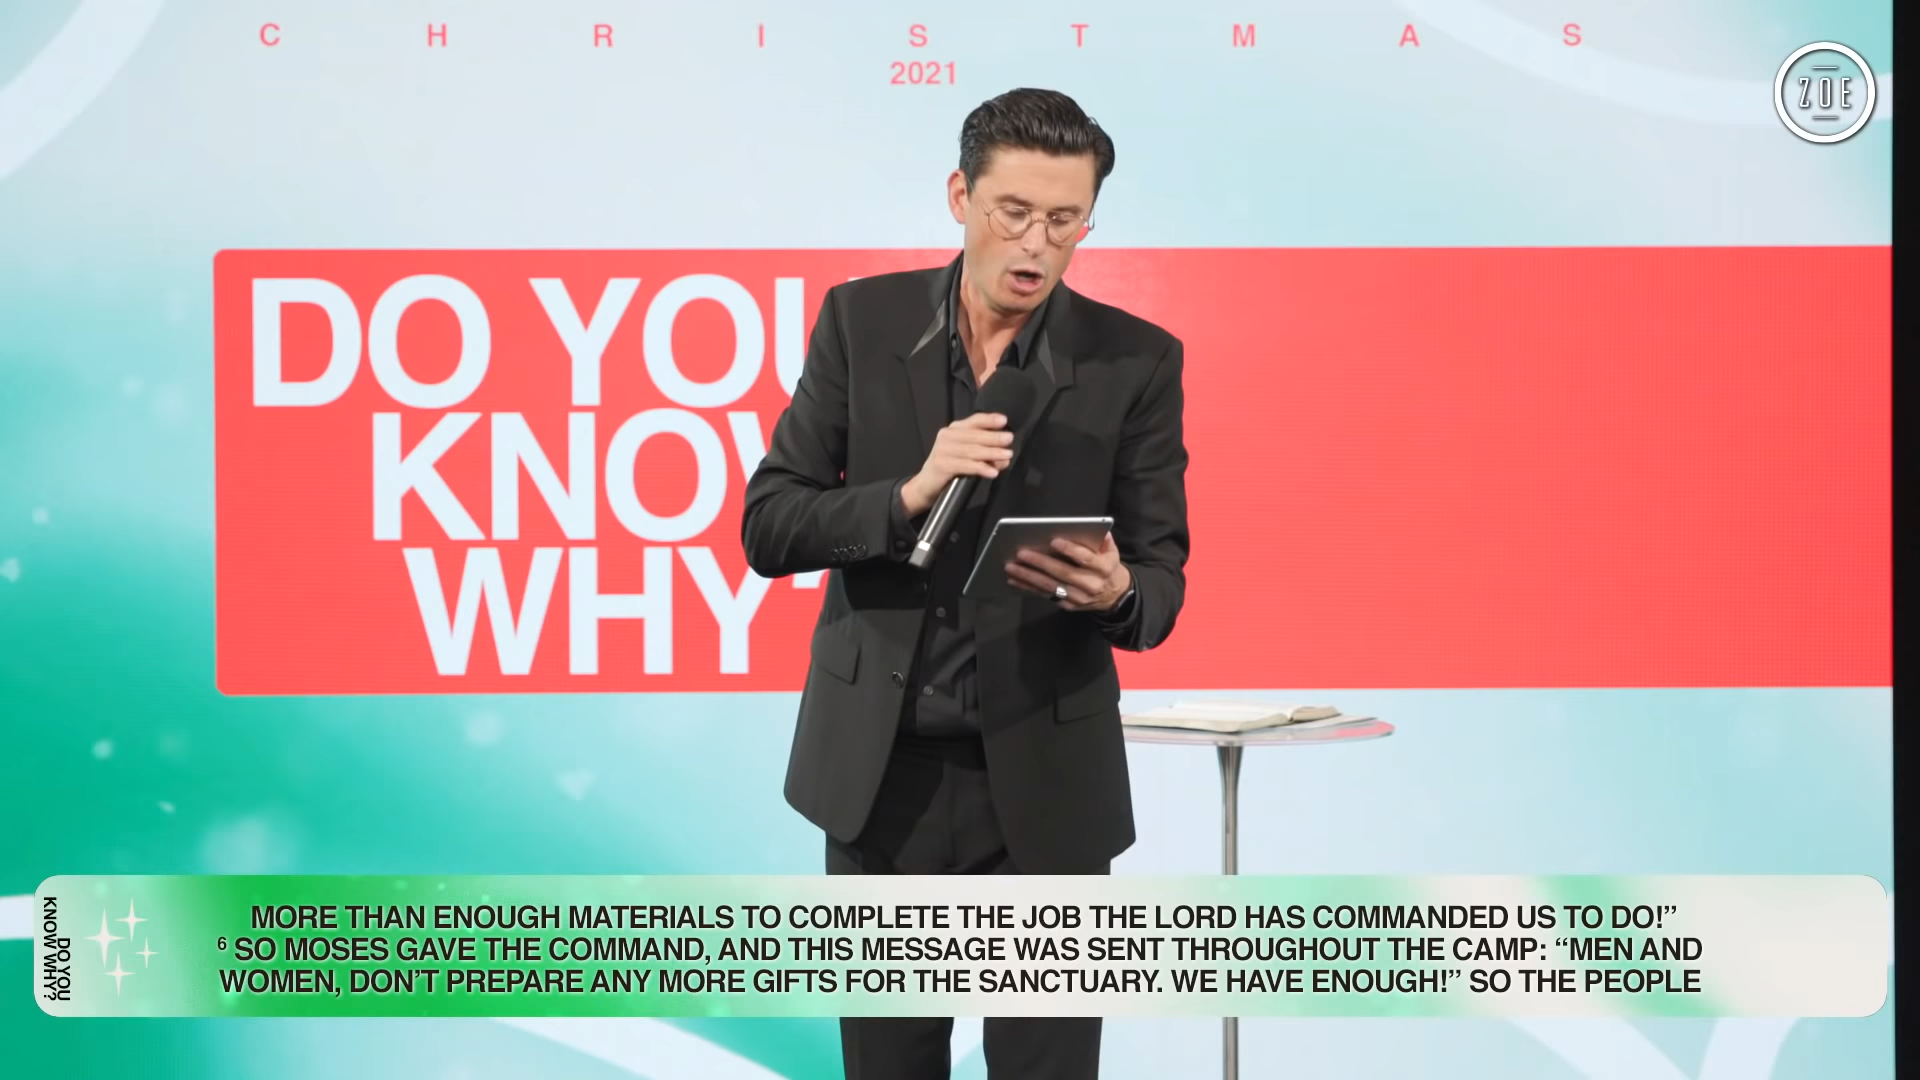 CHRISTMAS
2021
ZOE
DO YOU
KNOW
WHY?
DO YOU
KNOW WHY?
MORE THAN ENOUGH MATERIALS TO COMPLETE THE JOB THE LORD HAS COMMANDED US TO DO!”
6 SO MOSES GAVE THE COMMAND, AND THIS MESSAGE WAS SENT THROUGHOUT THE CAMP: “MEN AND
WOMEN, DON’T PREPARE ANY MORE GIFTS FOR THE SANCTUARY. WE HAVE ENOUGH!” SO THE PEOPLE